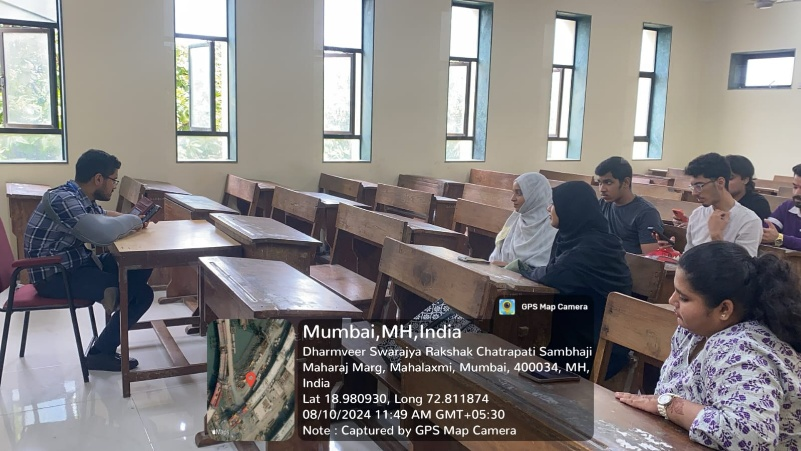 GPS Map Camera
Mumbai,MH,India
Dharmveer Swarajya Rakshak Chatrapati Sambhaji
Maharaj Marg, Mahalaxmi, Mumbai, 400034, MH,
India
Lat 18.980930, Long 72.811874
08/10/2024 11:49 AM GMT+05:30
Note : Captured by GPS Map Camera